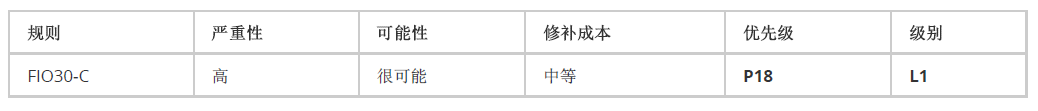 规则 严重性 可能性 修补成本 优先级 级别
FIO30-C 高 很可能 中等 P18 L1